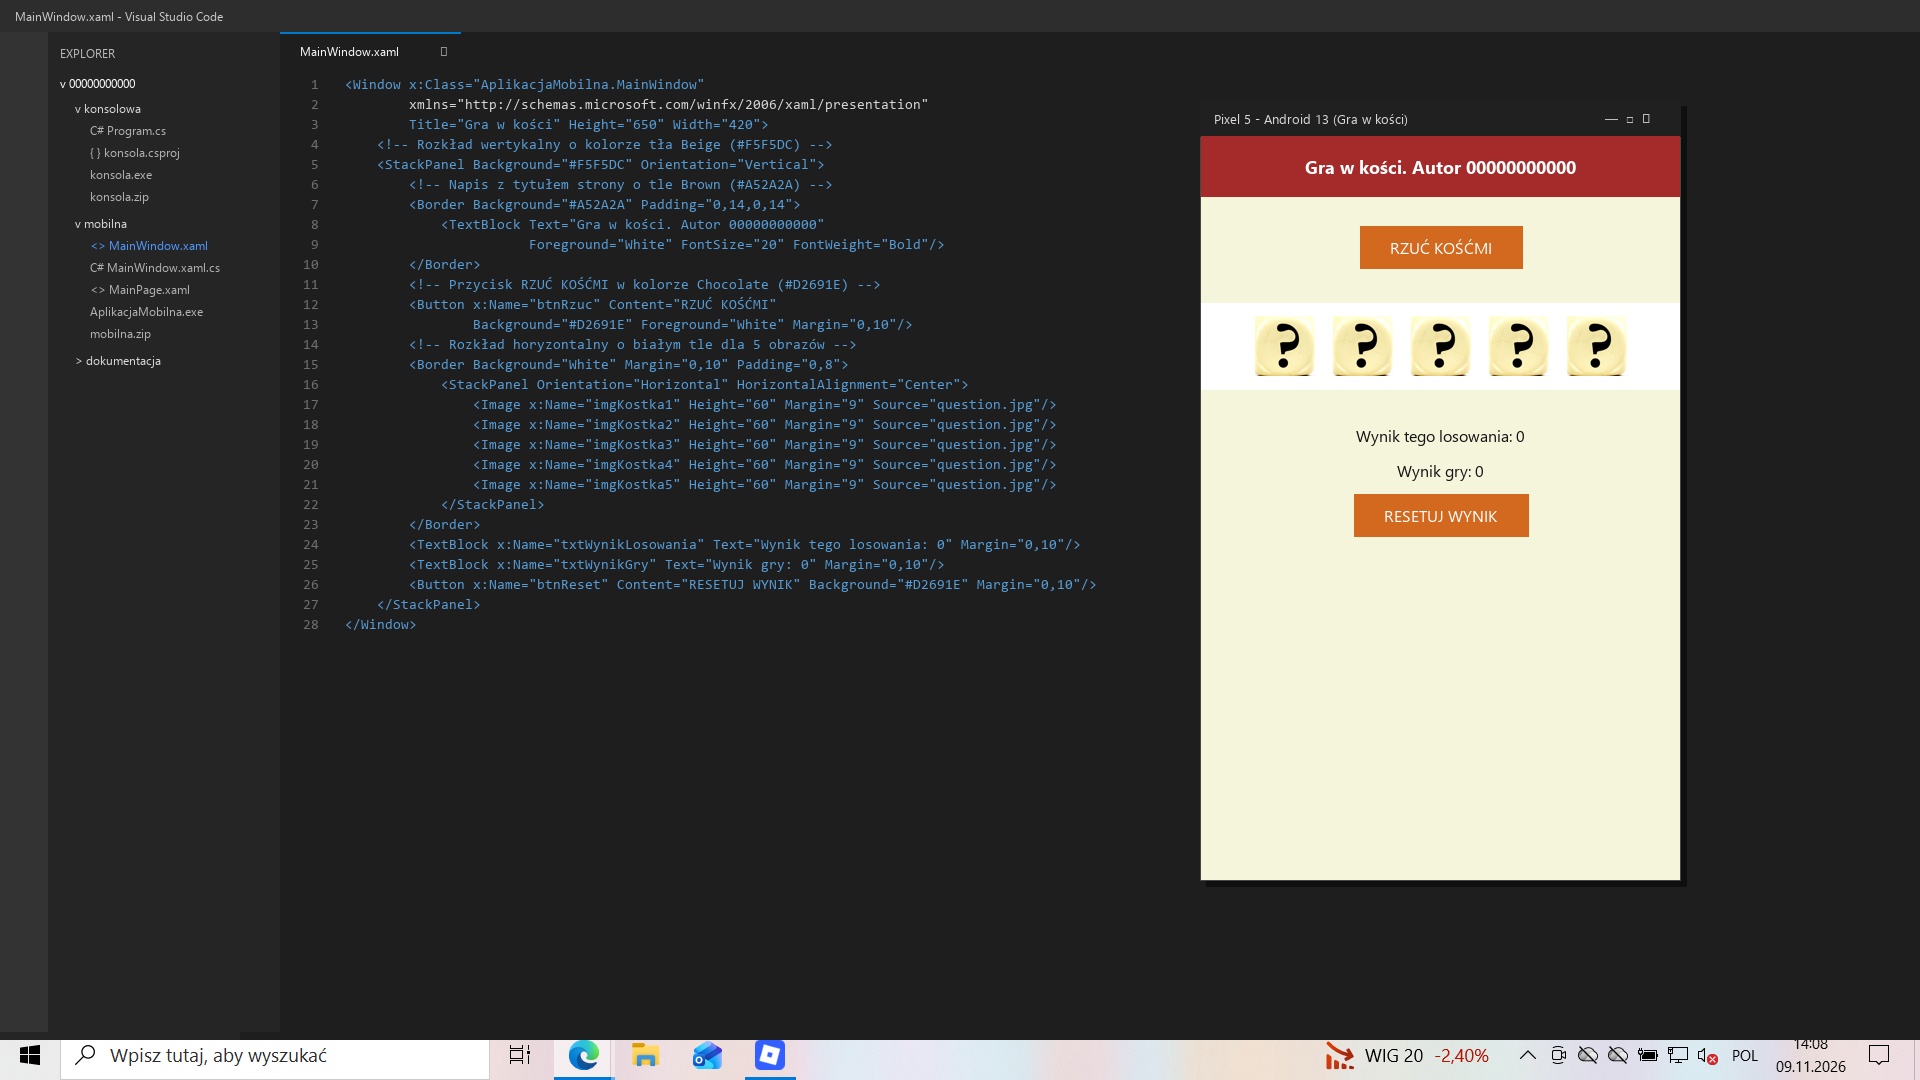 MainWindow.xaml - Visual Studio Code
EXPLORER
v 00000000000
v konsolowa
C# Program.cs
{ } konsola.csproj
konsola.exe
konsola.zip
v mobilna
<> MainWindow.xaml
C# MainWindow.xaml.cs
<> MainPage.xaml
AplikacjaMobilna.exe
mobilna.zip
> dokumentacja
MainWindow.xaml
1 <Window x:Class="AplikacjaMobilna.MainWindow"
2 xmlns="http://schemas.microsoft.com/winfx/2006/xaml/presentation"
3 Title="Gra w kości" Height="650" Width="420">
4 <!-- Rozkład wertykalny o kolorze tła Beige (#F5F5DC) -->
5 <StackPanel Background="#F5F5DC" Orientation="Vertical">
6 <!-- Napis z tytułem strony o tle Brown (#A52A2A) -->
7 <Border Background="#A52A2A" Padding="0,14,0,14">
8 <TextBlock Text="Gra w kości. Autor 00000000000"
9 Foreground="White" FontSize="20" FontWeight="Bold"/>
10 </Border>
11 <!-- Przycisk RZUĆ KOŚĆMI w kolorze Chocolate (#D2691E) -->
12 <Button x:Name="btnRzuc" Content="RZUĆ KOŚĆMI"
13 Background="#D2691E" Foreground="White" Margin="0,10"/>
14 <!-- Rozkład horyzontalny o białym tle dla 5 obrazów -->
15 <Border Background="White" Margin="0,10" Padding="0,8">
16 <StackPanel Orientation="Horizontal" HorizontalAlignment="Center">
17 <Image x:Name="imgKostka1" Height="60" Margin="9" Source="question.jpg"/>
18 <Image x:Name="imgKostka2" Height="60" Margin="9" Source="question.jpg"/>
19 <Image x:Name="imgKostka3" Height="60" Margin="9" Source="question.jpg"/>
20 <Image x:Name="imgKostka4" Height="60" Margin="9" Source="question.jpg"/>
21 <Image x:Name="imgKostka5" Height="60" Margin="9" Source="question.jpg"/>
22 </StackPanel>
23 </Border>
24 <TextBlock x:Name="txtWynikLosowania" Text="Wynik tego losowania: 0" Margin="0,10"/>
25 <TextBlock x:Name="txtWynikGry" Text="Wynik gry: 0" Margin="0,10"/>
26 <Button x:Name="btnReset" Content="RESETUJ WYNIK" Background="#D2691E" Margin="0,10"/>
27 </StackPanel>
28 </Window>
Pixel 5 - Android 13 (Gra w kości)
Gra w kości. Autor 00000000000
RZUĆ KOŚĆMI
? ? ? ? ?
Wynik tego losowania: 0
Wynik gry: 0
RESETUJ WYNIK
Wpisz tutaj, aby wyszukać
WIG 20 -2,40%
POL
14:08
09.11.2026